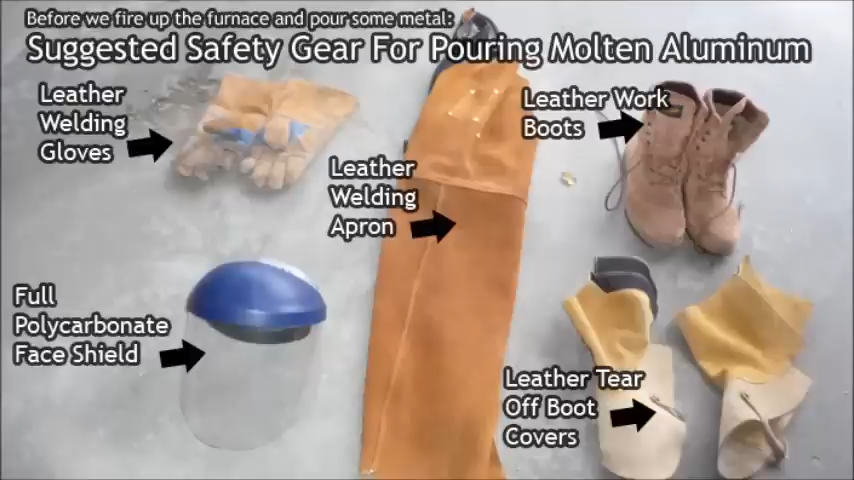 Before we fire up the furnace and pour some metal:
Suggested Safety Gear For Pouring Molten Aluminum
Leather
Welding
Gloves
Leather Work
Boots
Leather
Welding
Apron
Full
Polycarbonate
Face Shield
Leather Tear
Off Boot
Covers